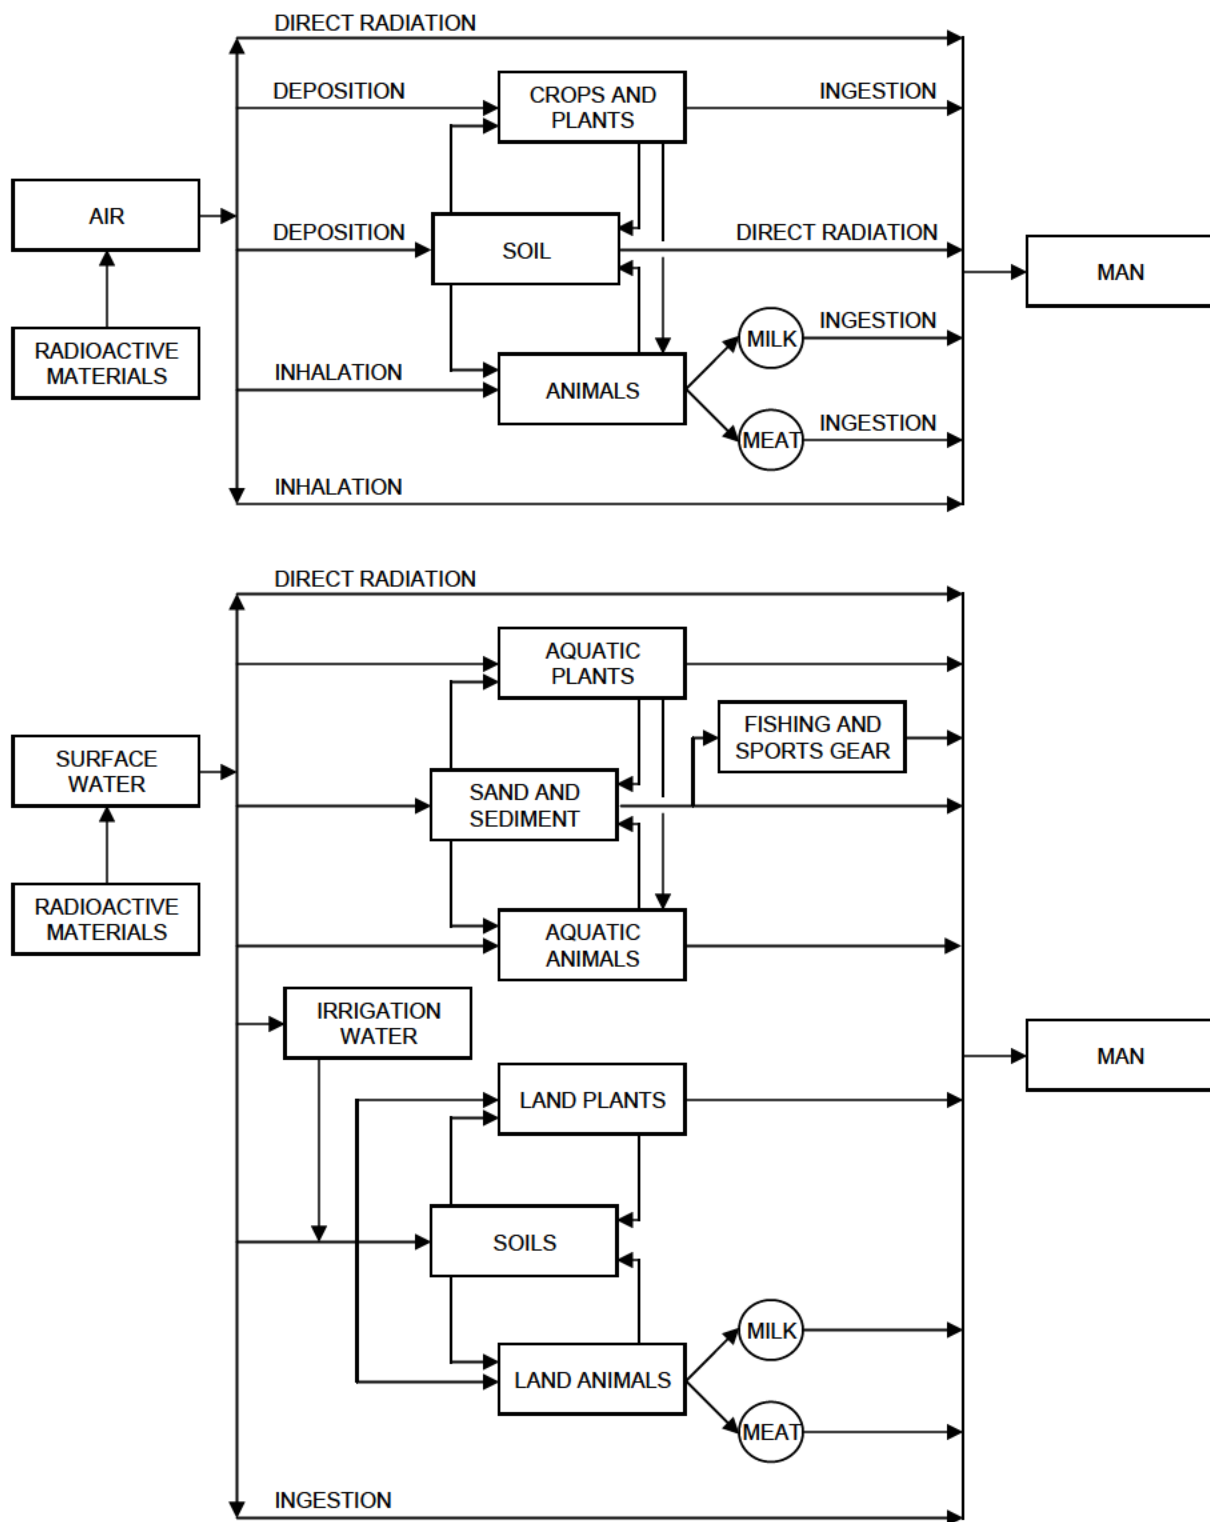 DIRECT RADIATION
DEPOSITION
CROPS AND
PLANTS
INGESTION
AIR
DEPOSITION
SOIL
DIRECT RADIATION
MAN
RADIOACTIVE
MATERIALS
INHALATION
ANIMALS
MILK
INGESTION
MEAT
INGESTION
INHALATION
DIRECT RADIATION
AQUATIC
PLANTS
FISHING AND
SPORTS GEAR
SURFACE
WATER
SAND AND
SEDIMENT
RADIOACTIVE
MATERIALS
AQUATIC
ANIMALS
IRRIGATION
WATER
MAN
LAND PLANTS
SOILS
MILK
LAND ANIMALS
MEAT
INGESTION